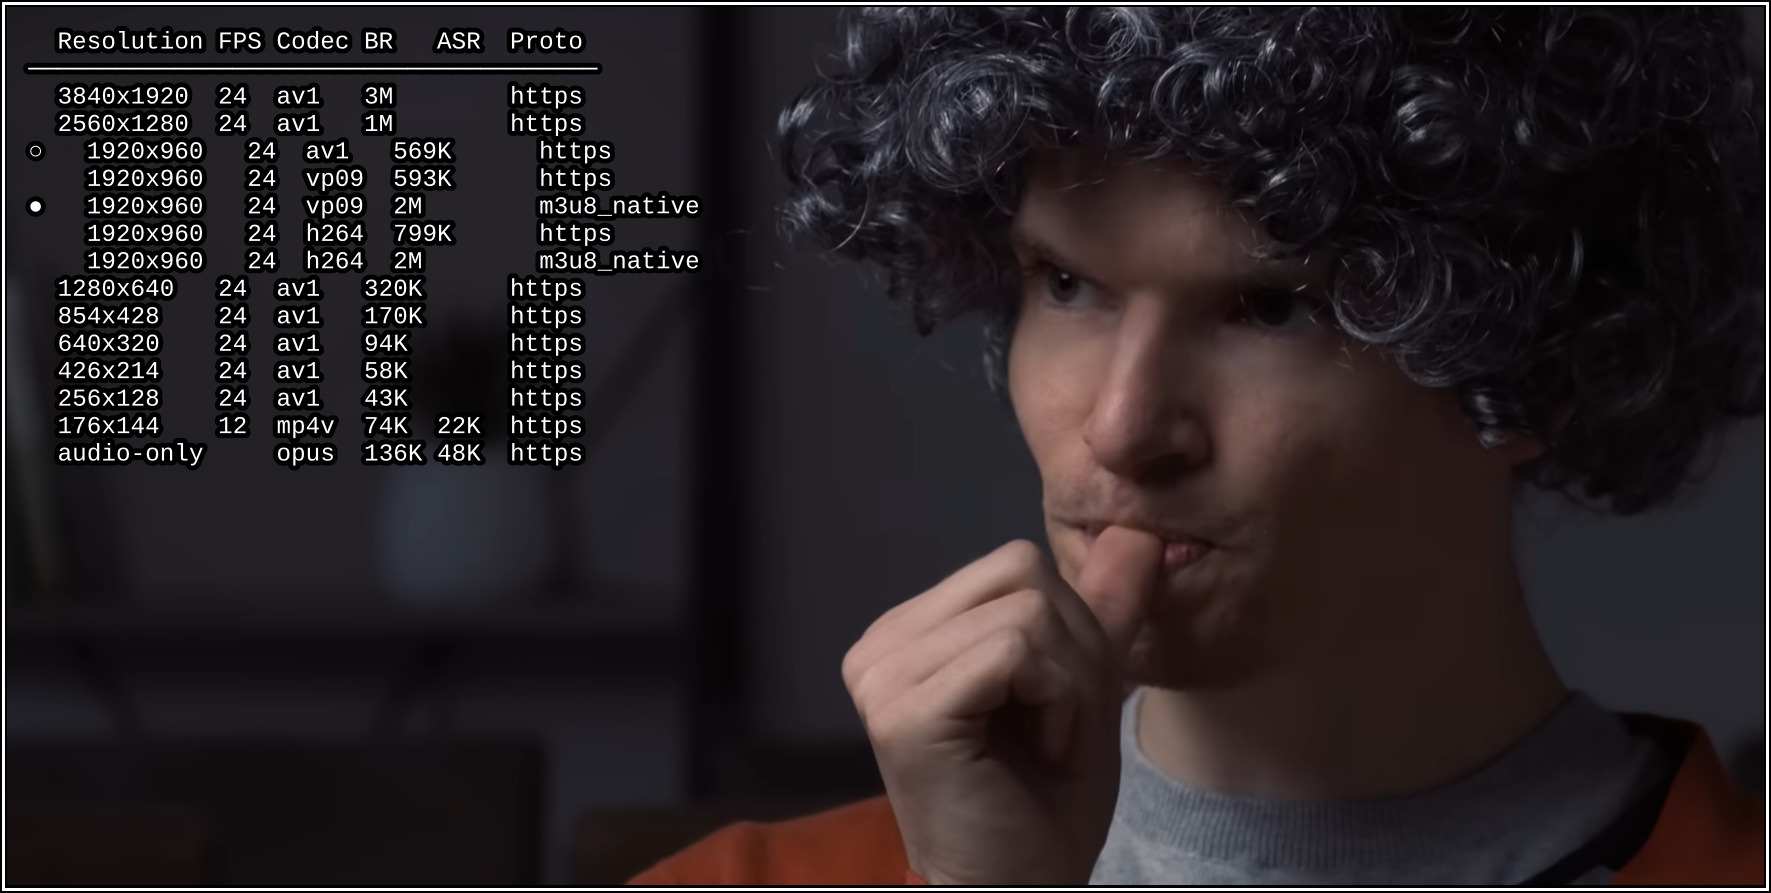 Resolution FPS Codec BR ASR Proto
3840x1920 24 av1 3M https
2560x1280 24 av1 1M https
○ 1920x960 24 av1 569K https
1920x960 24 vp09 593K https
● 1920x960 24 vp09 2M m3u8_native
1920x960 24 h264 799K https
1920x960 24 h264 2M m3u8_native
1280x640 24 av1 320K https
854x428 24 av1 170K https
640x320 24 av1 94K https
426x214 24 av1 58K https
256x128 24 av1 43K https
176x144 12 mp4v 74K 22K https
audio-only opus 136K 48K https